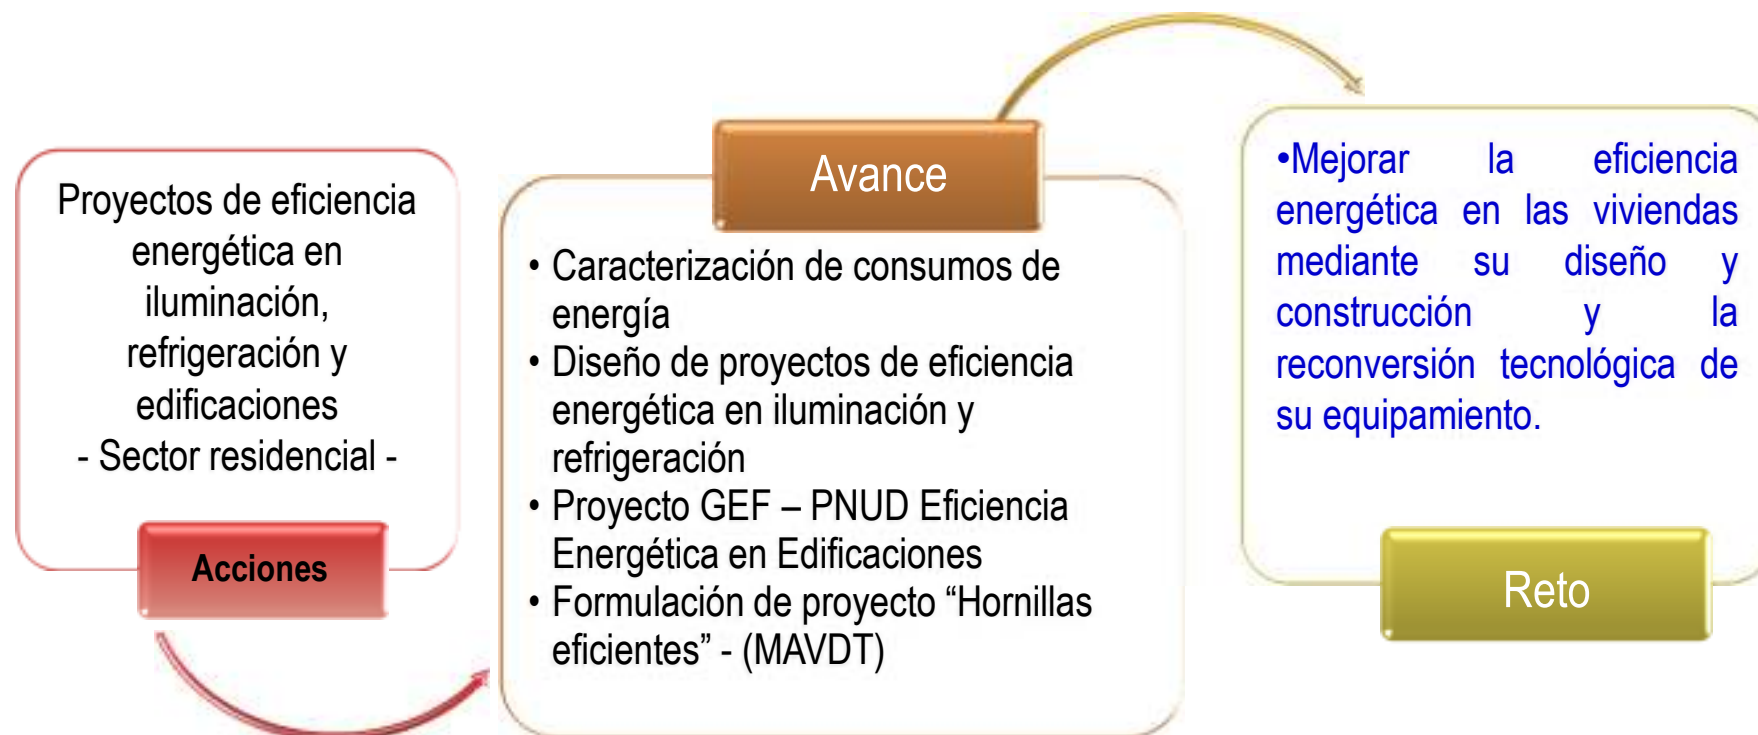 Proyectos de eficiencia
energética en
iluminación,
refrigeración y
edificaciones
- Sector residencial -
Acciones
Avance
• Caracterización de consumos de
energía
• Diseño de proyectos de eficiencia
energética en iluminación y
refrigeración
• Proyecto GEF – PNUD Eficiencia
Energética en Edificaciones
• Formulación de proyecto “Hornillas
eficientes” - (MAVDT)
•Mejorar la eficiencia
energética en las viviendas
mediante su diseño y
construcción y la
reconversión tecnológica de
su equipamiento.
Reto